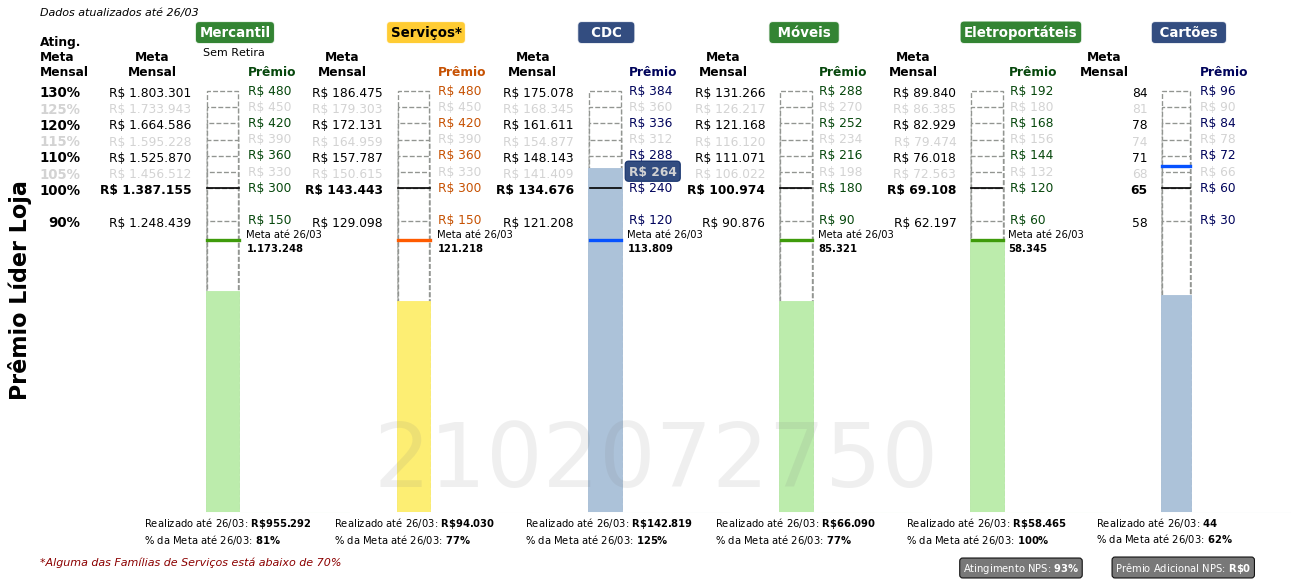 Dados atualizados até 26/03
Mercantil Serviços* CDC Móveis Eletroportáteis Cartões
Sem Retira
Ating. Meta Mensal
Meta Mensal Prêmio Meta Mensal Prêmio Meta Mensal Prêmio Meta Mensal Prêmio Meta Mensal Prêmio Meta Mensal Prêmio
130% R$ 1.803.301 R$ 480 R$ 186.475 R$ 480 R$ 175.078 R$ 384 R$ 131.266 R$ 288 R$ 89.840 R$ 192 84 R$ 96
125% R$ 1.733.943 R$ 450 R$ 179.303 R$ 450 R$ 168.345 R$ 360 R$ 126.217 R$ 270 R$ 86.385 R$ 180 81 R$ 90
120% R$ 1.664.586 R$ 420 R$ 172.131 R$ 420 R$ 161.611 R$ 336 R$ 121.168 R$ 252 R$ 82.929 R$ 168 78 R$ 84
115% R$ 1.595.228 R$ 390 R$ 164.959 R$ 390 R$ 154.877 R$ 312 R$ 116.120 R$ 234 R$ 79.474 R$ 156 74 R$ 78
110% R$ 1.525.870 R$ 360 R$ 157.787 R$ 360 R$ 148.143 R$ 288 R$ 111.071 R$ 216 R$ 76.018 R$ 144 71 R$ 72
105% R$ 1.456.512 R$ 330 R$ 150.615 R$ 330 R$ 141.409 R$ 264 R$ 106.022 R$ 198 R$ 72.563 R$ 132 68 R$ 66
100% R$ 1.387.155 R$ 300 R$ 143.443 R$ 300 R$ 134.676 R$ 240 R$ 100.974 R$ 180 R$ 69.108 R$ 120 65 R$ 60
90% R$ 1.248.439 R$ 150 R$ 129.098 R$ 150 R$ 121.208 R$ 120 R$ 90.876 R$ 90 R$ 62.197 R$ 60 58 R$ 30
Meta até 26/03 Meta até 26/03 Meta até 26/03 Meta até 26/03 Meta até 26/03
1.173.248 121.218 113.809 85.321 58.345
Prêmio Líder Loja
2102072750
Realizado até 26/03: R$955.292 Realizado até 26/03: R$94.030 Realizado até 26/03: R$142.819 Realizado até 26/03: R$66.090 Realizado até 26/03: R$58.465 Realizado até 26/03: 44
% da Meta até 26/03: 81% % da Meta até 26/03: 77% % da Meta até 26/03: 125% % da Meta até 26/03: 77% % da Meta até 26/03: 100% % da Meta até 26/03: 62%
*Alguma das Famílias de Serviços está abaixo de 70% Atingimento NPS: 93% Prêmio Adicional NPS: R$0